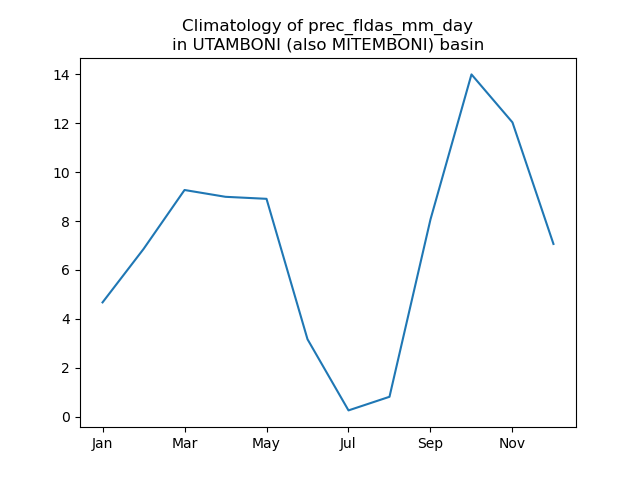 Climatology of prec_fldas_mm_day
in UTAMBONI (also MITEMBONI) basin
14
12
10
8
6
4
2
0
Jan Mar May Jul Sep Nov